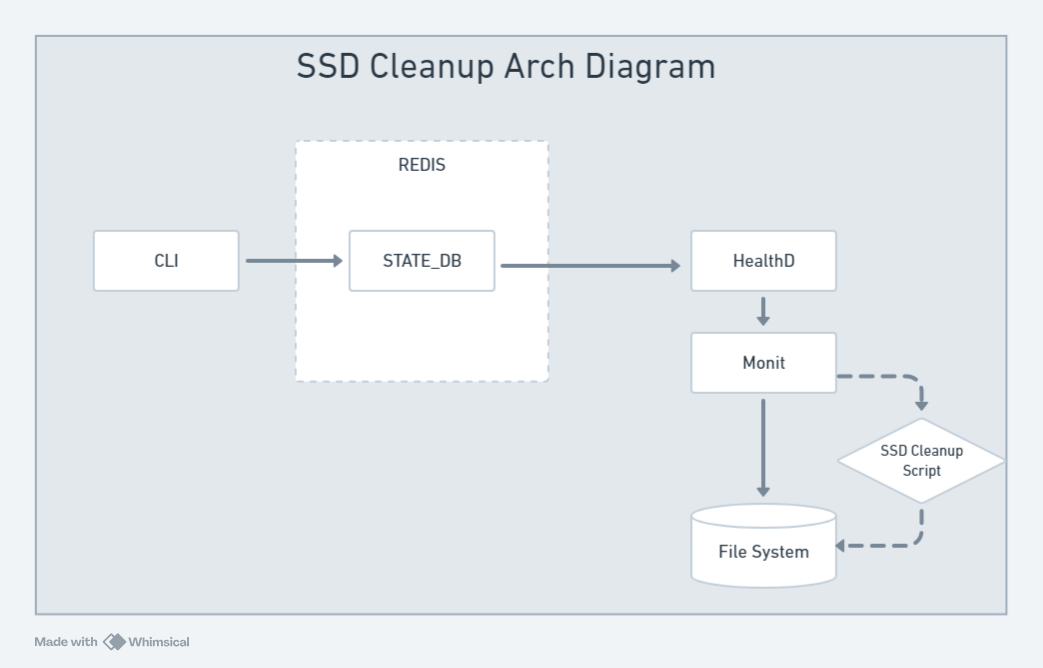 SSD Cleanup Arch Diagram
REDIS
CLI
STATE_DB
HealthD
Monit
SSD Cleanup
Script
File System
Made with Whimsical